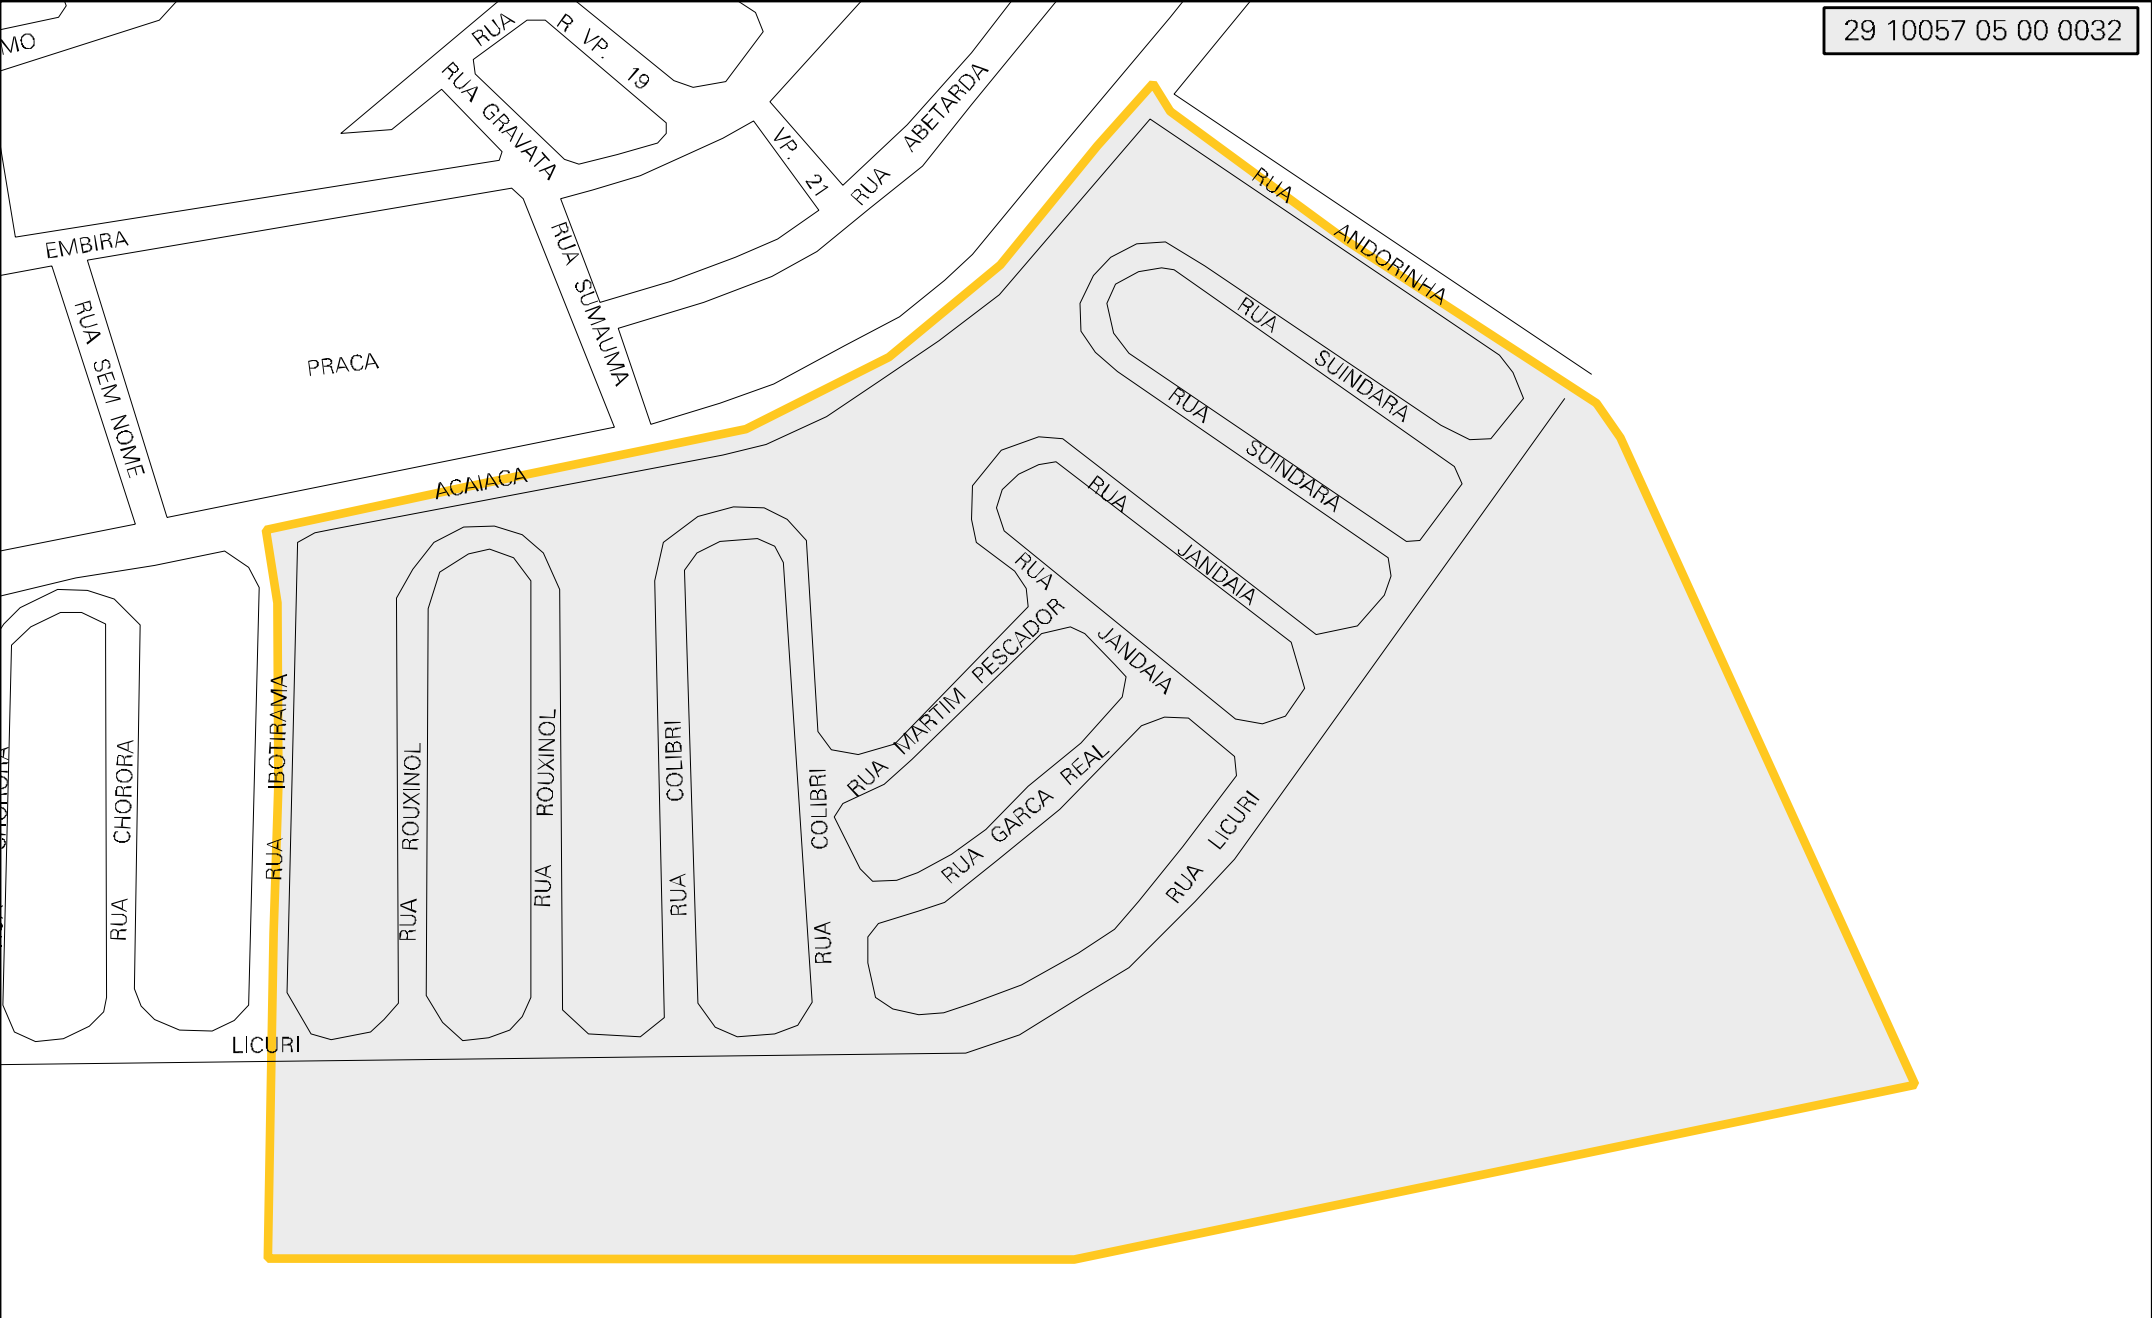 29 10057 05 00 0032
MO
RUA
R VP. 19
RUA GRAVATA
VP. 21
RUA ABETARDA
EMBIRA
RUA SUMAUMA
RUA SEM NOME
PRACA
ACAIACA
RUA ANDORINHA
RUA SUINDARA
RUA SUINDARA
RUA JANDAIA
RUA JANDAIA
RUA MARTIM PESCADOR
RUA GARCA REAL
RUA LICURI
RUA IBOTIRAMA
RUA CHORORA
RUA ROUXINOL
RUA ROUXINOL
RUA COLIBRI
RUA COLIBRI
LICURI